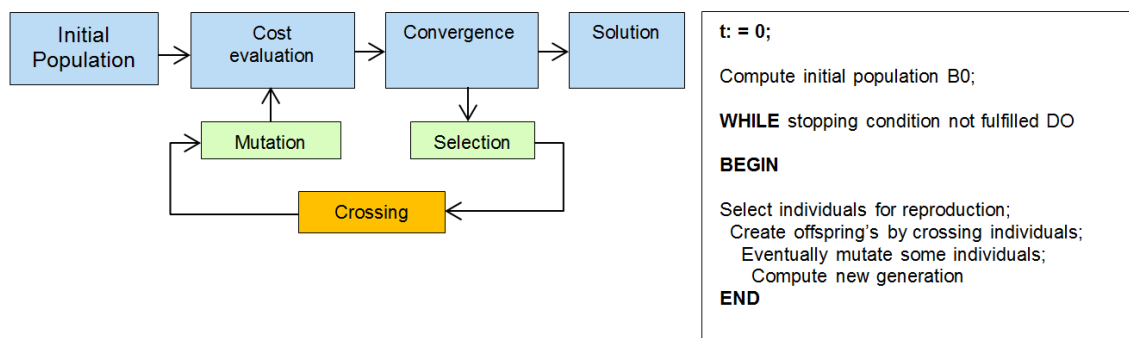 Initial
Population
Cost
evaluation
Convergence
Solution
Mutation
Selection
Crossing
t: = 0;
Compute initial population B0;
WHILE stopping condition not fulfilled DO
BEGIN
Select individuals for reproduction;
Create offspring's by crossing individuals;
Eventually mutate some individuals;
Compute new generation
END